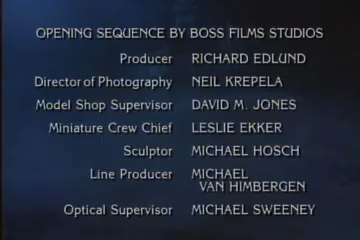 OPENING SEQUENCE BY BOSS FILMS STUDIOS
Producer RICHARD EDLUND
Director of Photography NEIL KREPELA
Model Shop Supervisor DAVID M. JONES
Miniature Crew Chief LESLIE EKKER
Sculptor MICHAEL HOSCH
Line Producer MICHAEL
VAN HIMBERGEN
Optical Supervisor MICHAEL SWEENEY